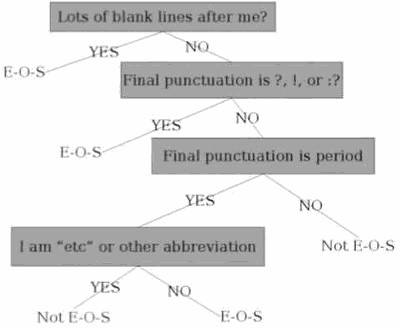 Lots of blank lines after me?
YES
NO
E-O-S
Final punctuation is ?, !, or :?
YES
NO
E-O-S
Final punctuation is period
YES
NO
I am “etc” or other abbreviation
Not E-O-S
YES
NO
Not E-O-S
E-O-S